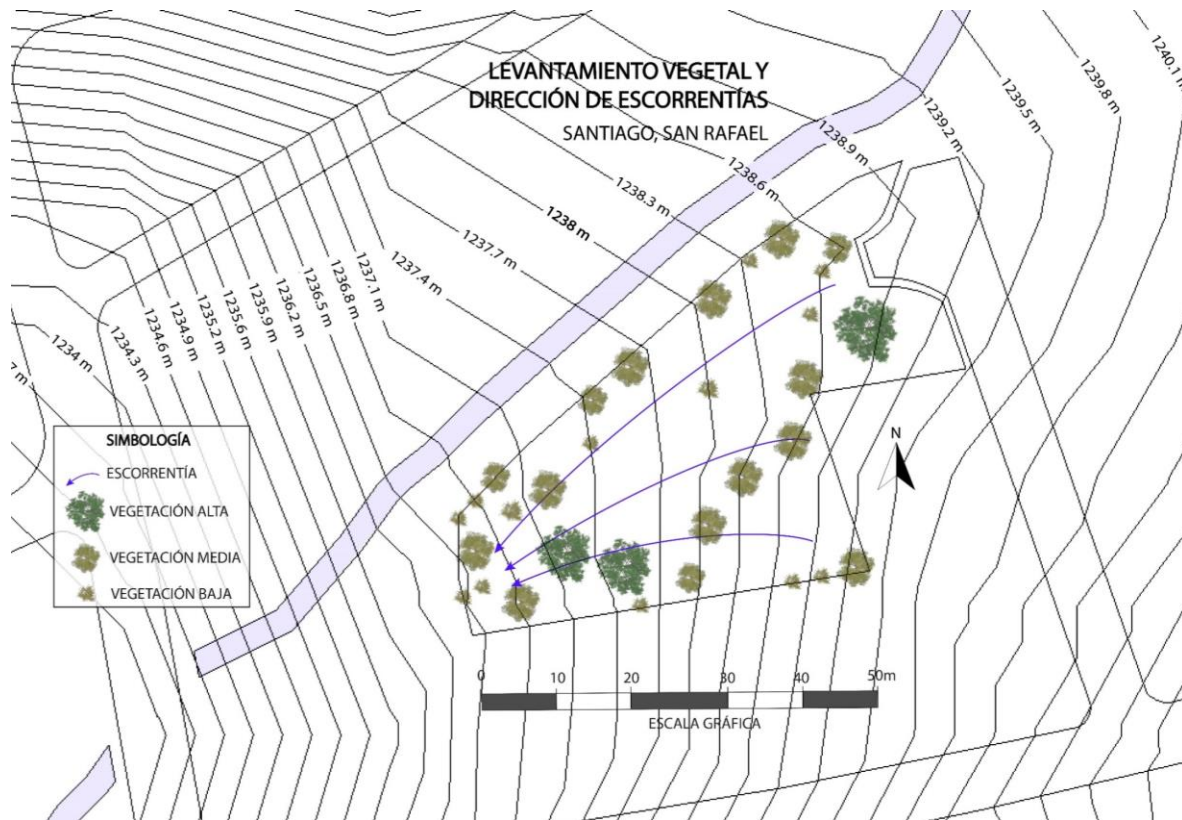 LEVANTAMIENTO VEGETAL Y
DIRECCIÓN DE ESCORRENTÍAS
SANTIAGO, SAN RAFAEL
1240.1 m
1239.8 m
1239.5 m
1239.2 m
1238.9 m
1238.6 m
1238.3 m
1238 m
1237.7 m
1237.4 m
1237.1 m
1236.8 m
1236.5 m
1236.2 m
1235.9 m
1235.6 m
1235.2 m
1234.9 m
1234.6 m
1234.3 m
1234 m
7 m
SIMBOLOGÍA
ESCORRENTÍA
VEGETACIÓN ALTA
VEGETACIÓN MEDIA
VEGETACIÓN BAJA
N
0 10 20 30 40 50m
ESCALA GRÁFICA